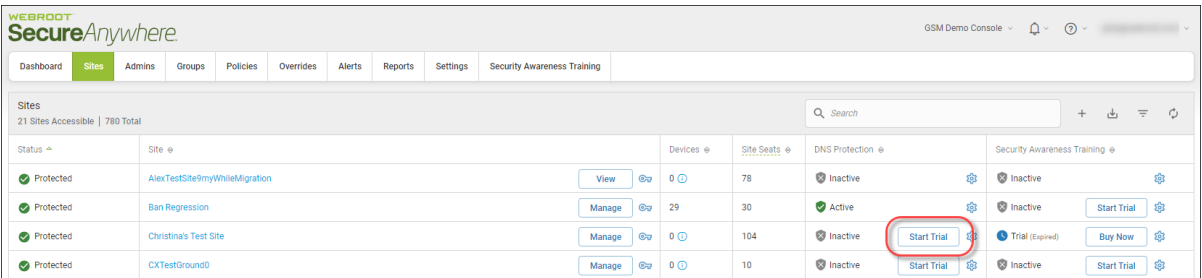 WEBROOT™
SecureAnywhere. GSM Demo Console
Dashboard Sites Admins Groups Policies Overrides Alerts Reports Settings Security Awareness Training
Sites
21 Sites Accessible | 780 Total Search
Status Site Devices Site Seats DNS Protection Security Awareness Training
Protected AlexTestSite9myWhileMigration View 0 78 Inactive Inactive
Protected Ban Regression Manage 29 30 Active Inactive Start Trial
Protected Christina's Test Site Manage 0 104 Inactive Start Trial Trial (Expired) Buy Now
Protected CXTestGround0 Manage 0 10 Inactive Start Trial Inactive Start Trial